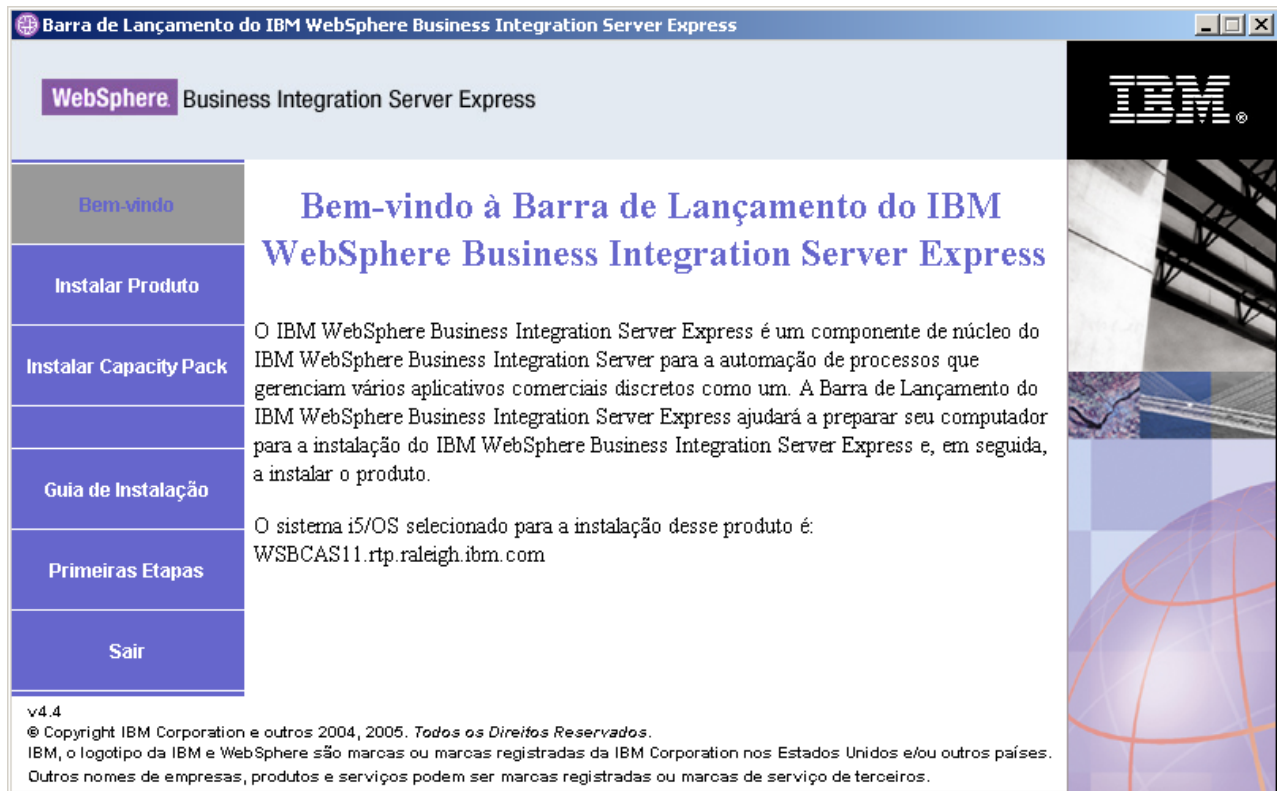 Barra de Lançamento do IBM WebSphere Business Integration Server Express
WebSphere. Business Integration Server Express
IBM®
Bem-vindo
Instalar Produto
Instalar Capacity Pack
Guia de Instalação
Primeiras Etapas
Sair
Bem-vindo à Barra de Lançamento do IBM
WebSphere Business Integration Server Express
O IBM WebSphere Business Integration Server Express é um componente de núcleo do
IBM WebSphere Business Integration Server para a automação de processos que
gerenciam vários aplicativos comerciais discretos como um. A Barra de Lançamento do
IBM WebSphere Business Integration Server Express ajudará a preparar seu computador
para a instalação do IBM WebSphere Business Integration Server Express e, em seguida,
a instalar o produto.
O sistema i5/OS selecionado para a instalação desse produto é:
WSBCAS11.rtp.raleigh.ibm.com
v4.4
© Copyright IBM Corporation e outros 2004, 2005. Todos os Direitos Reservados.
IBM, o logotipo da IBM e WebSphere são marcas ou marcas registradas da IBM Corporation nos Estados Unidos e/ou outros países.
Outros nomes de empresas, produtos e serviços podem ser marcas registradas ou marcas de serviço de terceiros.